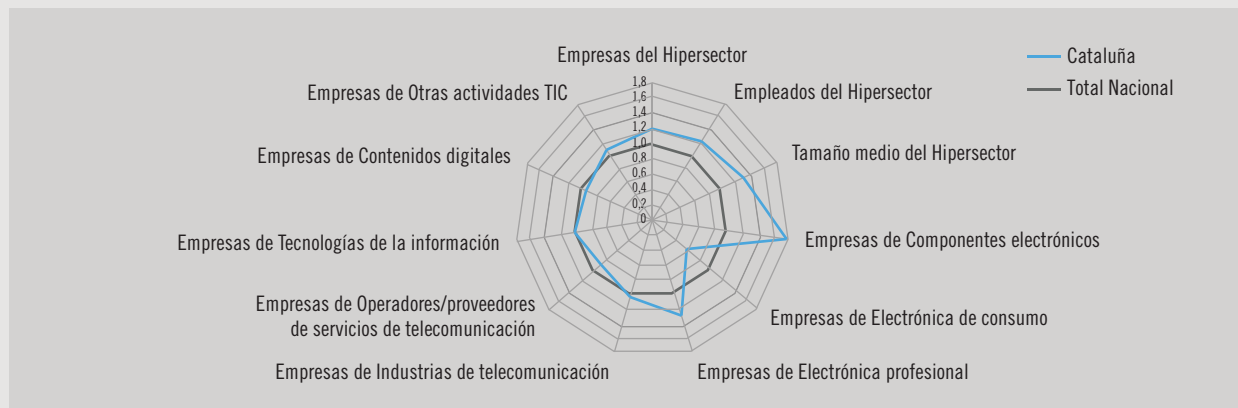 Empresas del Hipersector
Cataluña
Total Nacional
Empleados del Hipersector
Empresas de Otras actividades TIC
Tamaño medio del Hipersector
Empresas de Contenidos digitales
1,8
1,6
1,4
1,2
1,0
0,8
0,6
0,4
0,2
0
Empresas de Componentes electrónicos
Empresas de Tecnologías de la información
Empresas de Electrónica de consumo
Empresas de Operadores/proveedores
de servicios de telecomunicación
Empresas de Electrónica profesional
Empresas de Industrias de telecomunicación